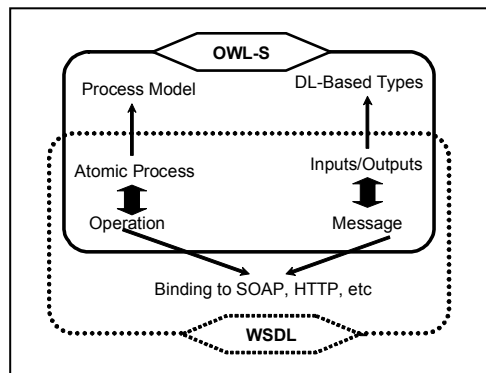 OWL-S
Process Model
DL-Based Types
Atomic Process
Inputs/Outputs
Operation
Message
Binding to SOAP, HTTP, etc
WSDL